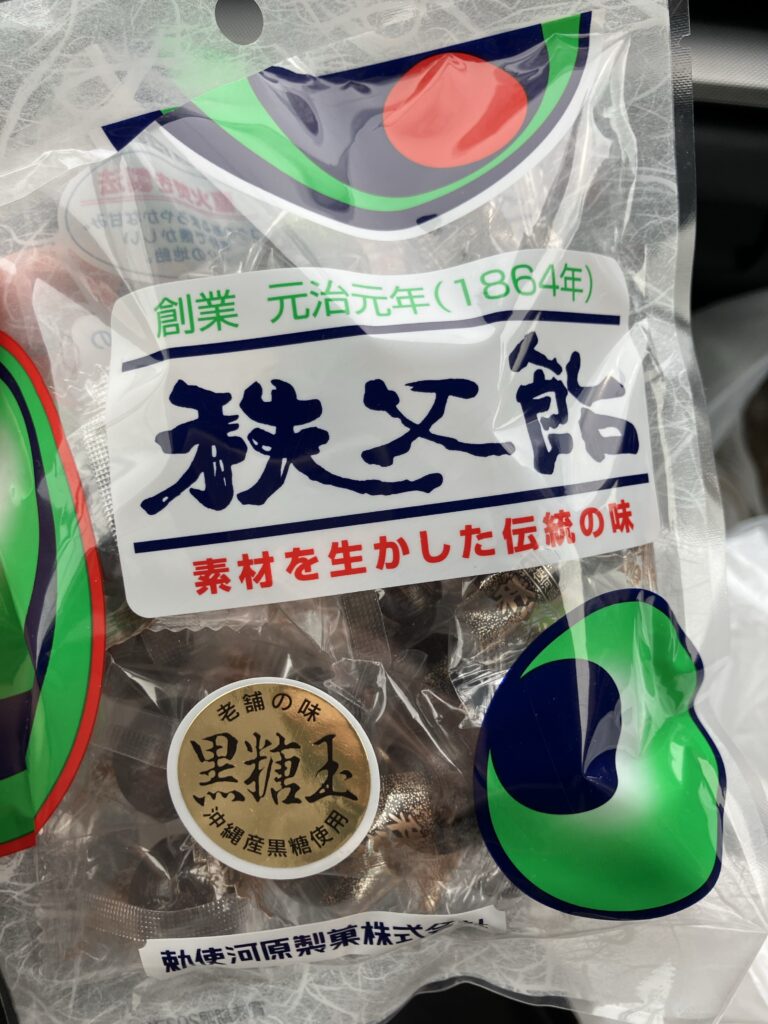 創業 元治元年(1864年)
秩父飴
素材を生かした伝統の味
老舗の味
黒糖玉
沖縄産黒糖使用
勅使河原製菓株式会社